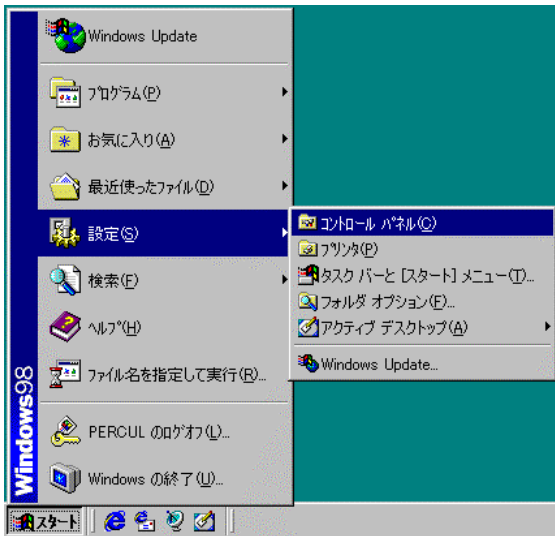 Windows Update
ﾌﾟﾛｸﾞﾗﾑ(P)
お気に入り(A)
最近使ったﾌｧｲﾙ(D)
設定(S)
検索(F)
ﾍﾙﾌﾟ(H)
ﾌｧｲﾙ名を指定して実行(R)...
PERCUL のﾛｸﾞｵﾌ(L)...
Windows の終了(U)...
Windows98
ｺﾝﾄﾛｰﾙ ﾊﾟﾈﾙ(C)
ﾌﾟﾘﾝﾀ(P)
タスク バーと [スタート] メニュー(T)...
フォルダ オプション(F)...
アクティブ デスクトップ(A)
Windows Update...
スタート